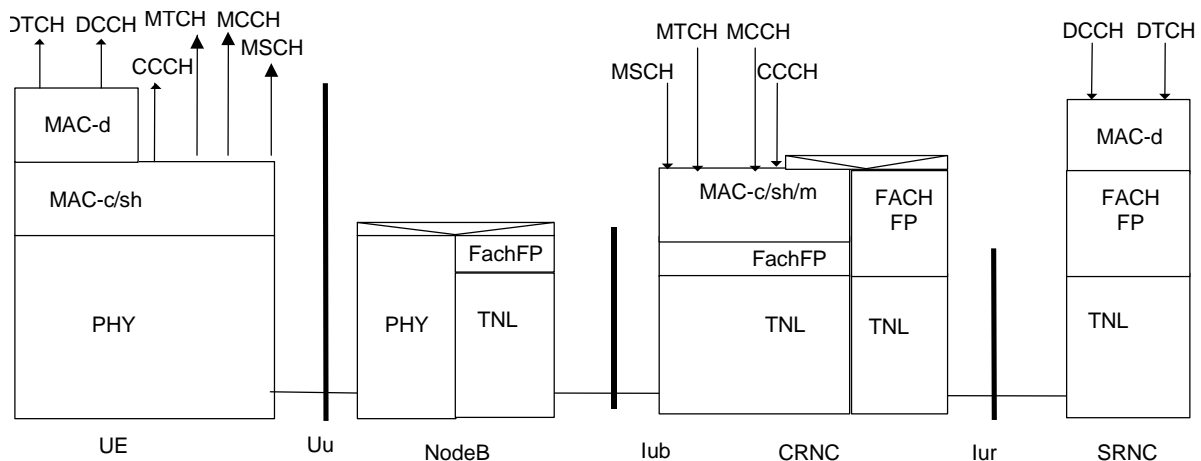 DTCH DCCH MTCH MCCH
MSCH
CCCH
MTCH MCCH
MSCH CCCH
DCCH DTCH
MAC-d
MAC-c/sh
PHY
FachFP
PHY TNL
MAC-c/sh/m
FACH
FP
FachFP
TNL TNL
MAC-d
FACH
FP
TNL
UE Uu NodeB Iub CRNC Iur SRNC